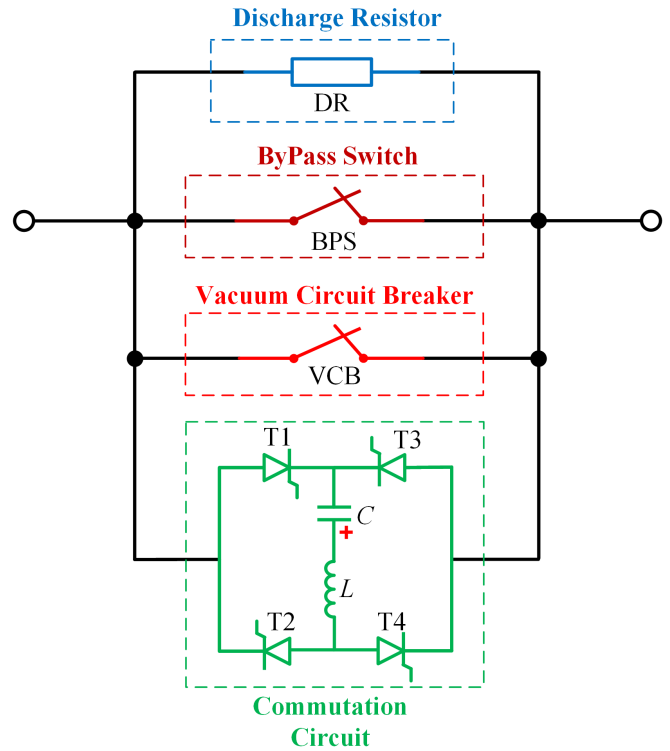 Discharge Resistor
DR
ByPass Switch
BPS
Vacuum Circuit Breaker
VCB
T1
T3
C
+
L
T2
T4
Commutation
Circuit